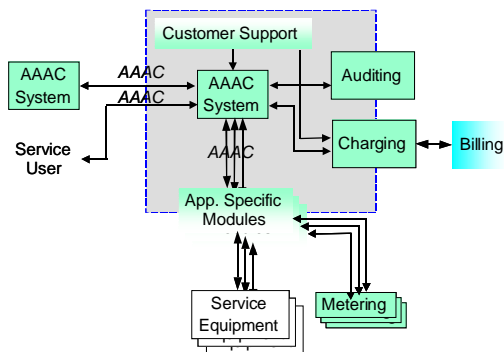 Customer Support
AAAC
System
AAAC
AAAC
System
Auditing
AAAC
Service
User
AAAC
Charging
Billing
App. Specific
Modules
Service
Equipment
Metering